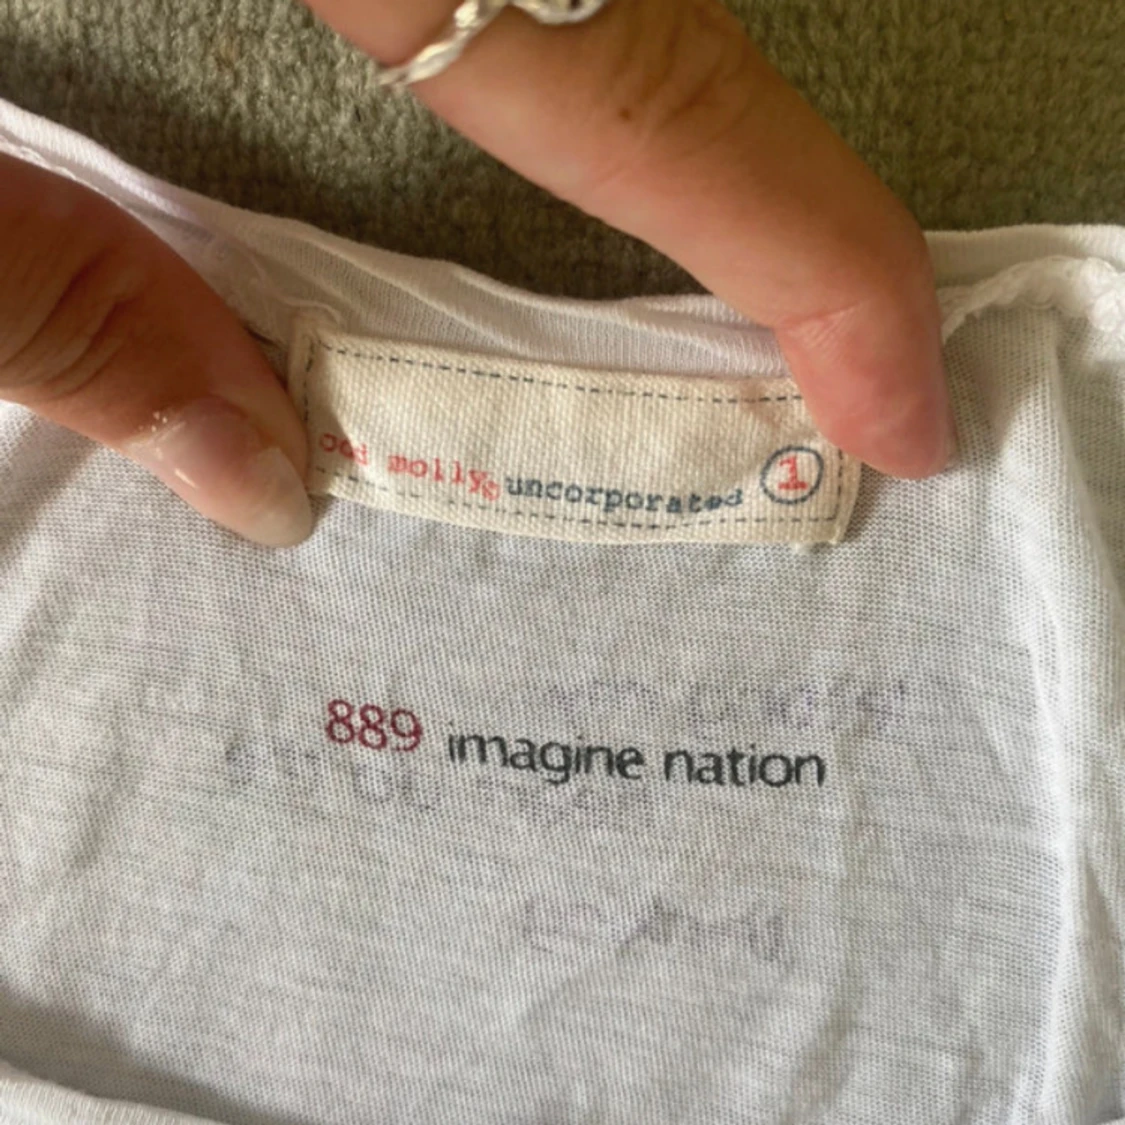 odd molly uncorporated 1
889 imagine nation